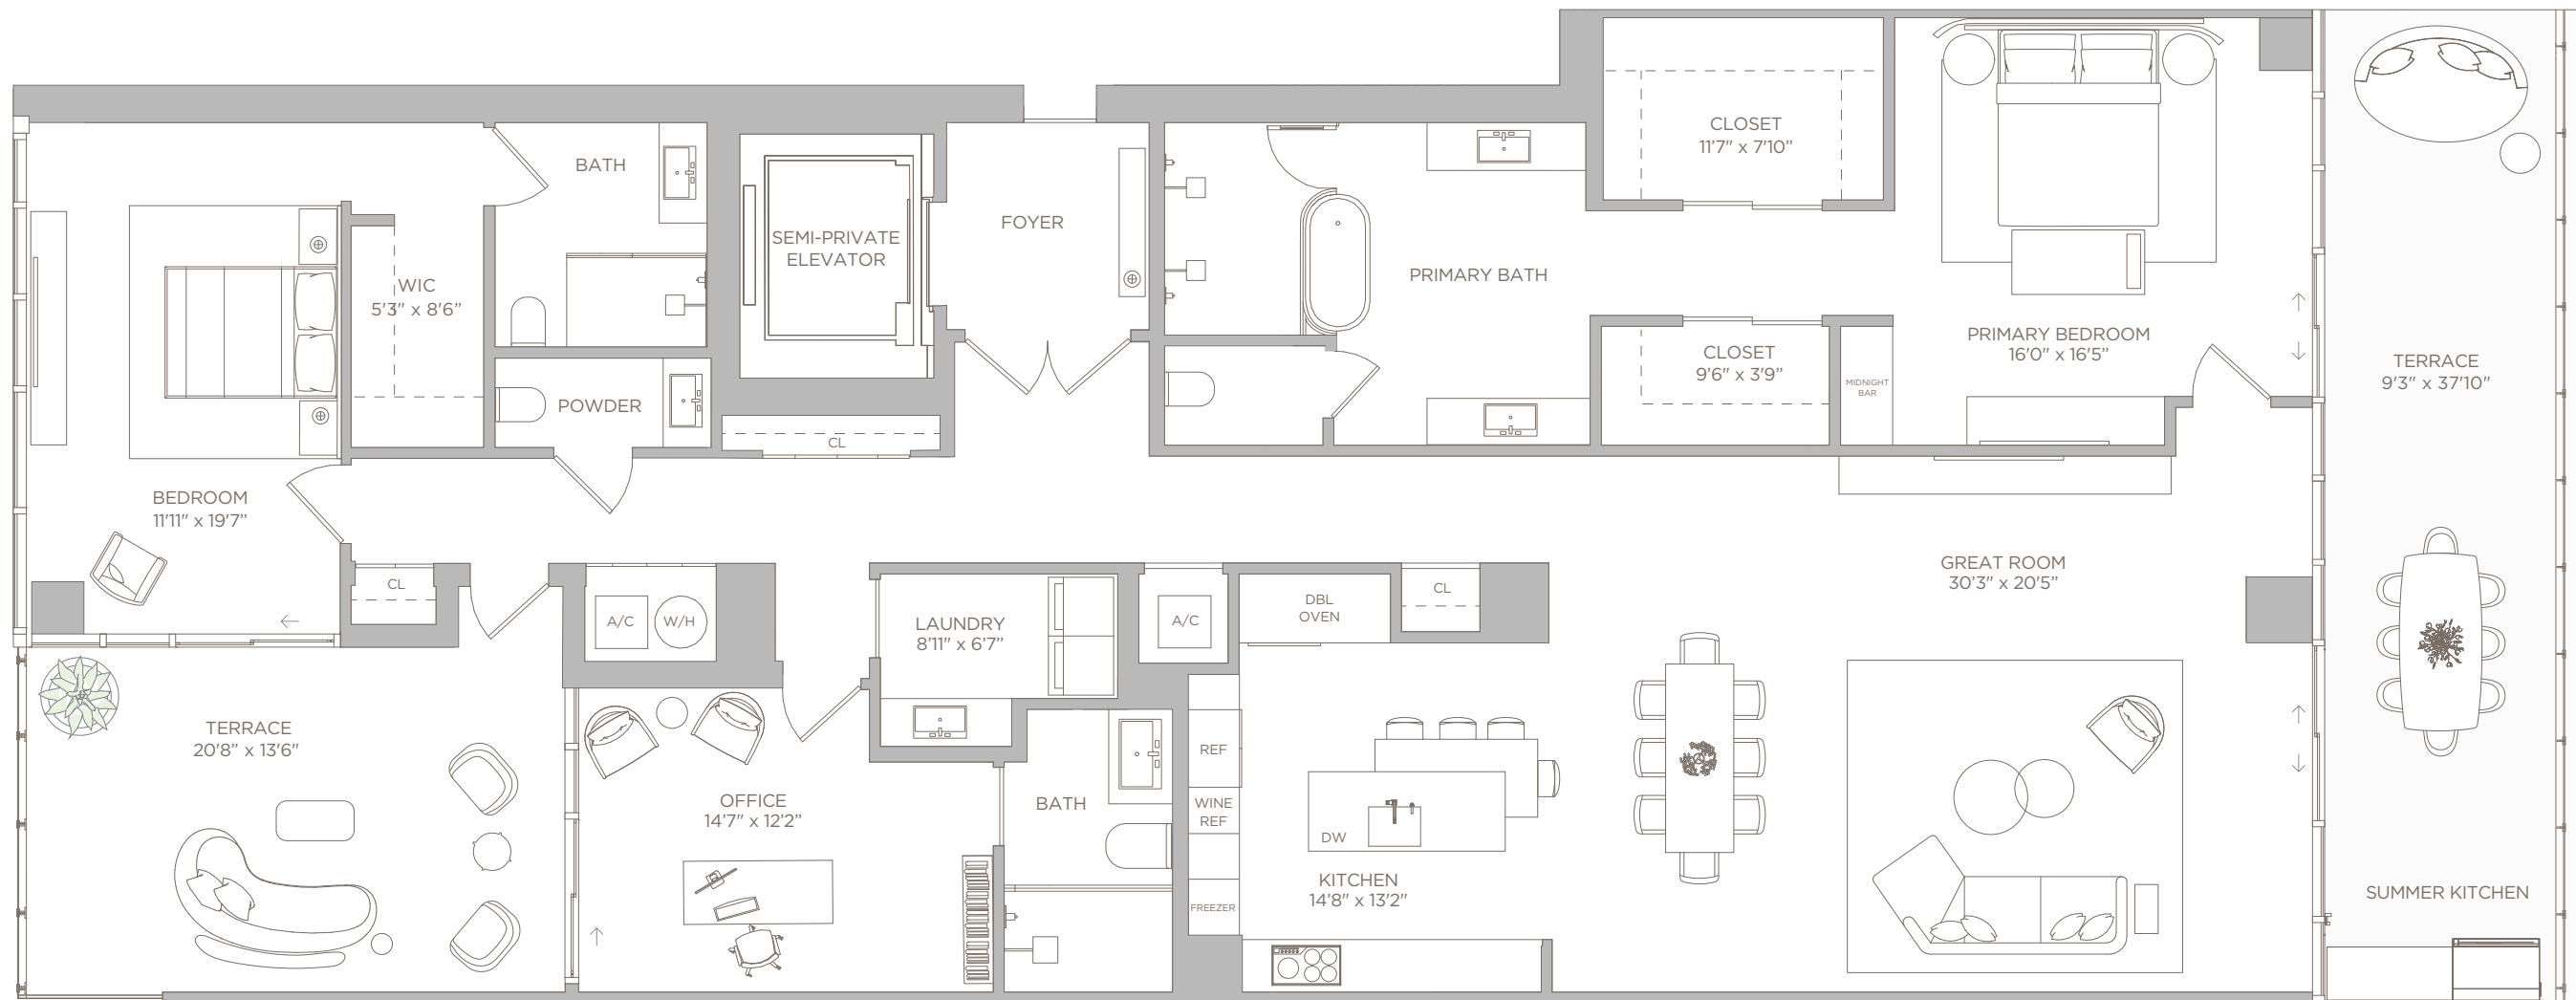 BATH
CLOSET
11'7" x 7'10”
SEMI-PRIVATE
ELEVATOR
FOYER
WIC
5'3" x 8'6”
PRIMARY BATH
PRIMARY BEDROOM
16'0" x 16'5”
CLOSET
9'6" x 3'9”
MIDNIGHT
BAR
TERRACE
9'3" x 37'10"
POWDER
CL
BEDROOM
11'11" x 19'7”
CL
A/C
W/H
LAUNDRY
8'11” x 6'7”
A/C
DBL
OVEN
CL
GREAT ROOM
30'3" x 20'5”
TERRACE
20'8” x 13'6"
OFFICE
14'7" x 12'2”
BATH
REF
WINE
REF
FREEZER
DW
KITCHEN
14'8" x 13'2"
SUMMER KITCHEN